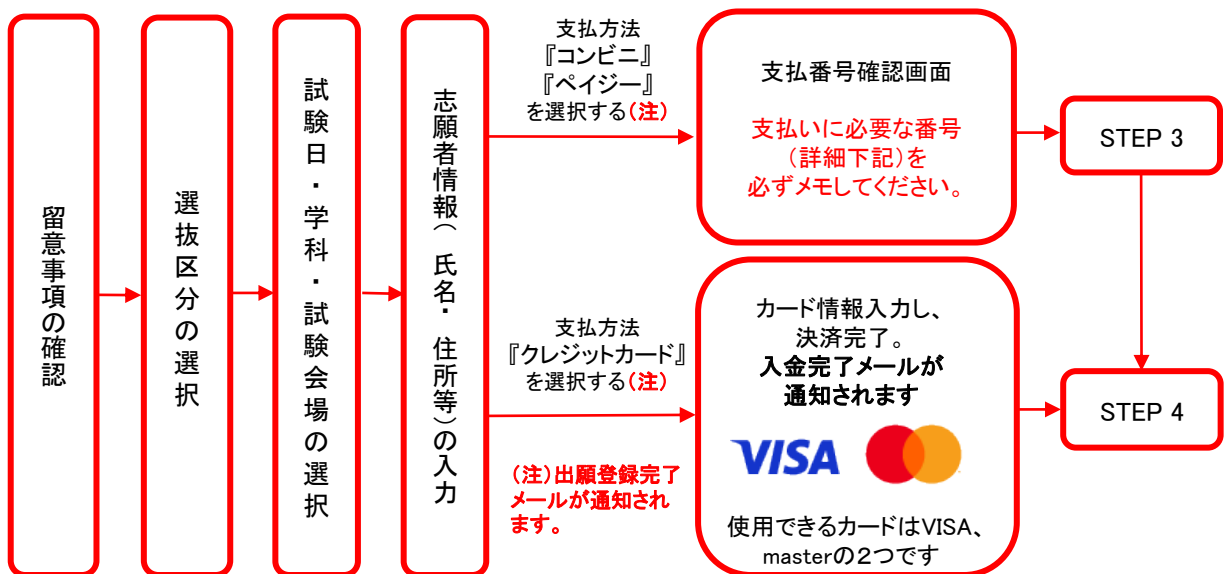 留意事項の確認
選抜区分の選択
試験日・学科・試験会場の選択
志願者情報（氏名・住所等）の入力
支払方法
『コンビニ』
『ペイジー』
を選択する(注)
支払番号確認画面
支払いに必要な番号
（詳細下記）を
必ずメモしてください。
STEP 3
支払方法
『クレジットカード』
を選択する(注)
(注)出願登録完了
メールが通知され
ます。
カード情報入力し、
決済完了。
入金完了メールが
通知されます
VISA
使用できるカードはVISA、
masterの２つです
STEP 4